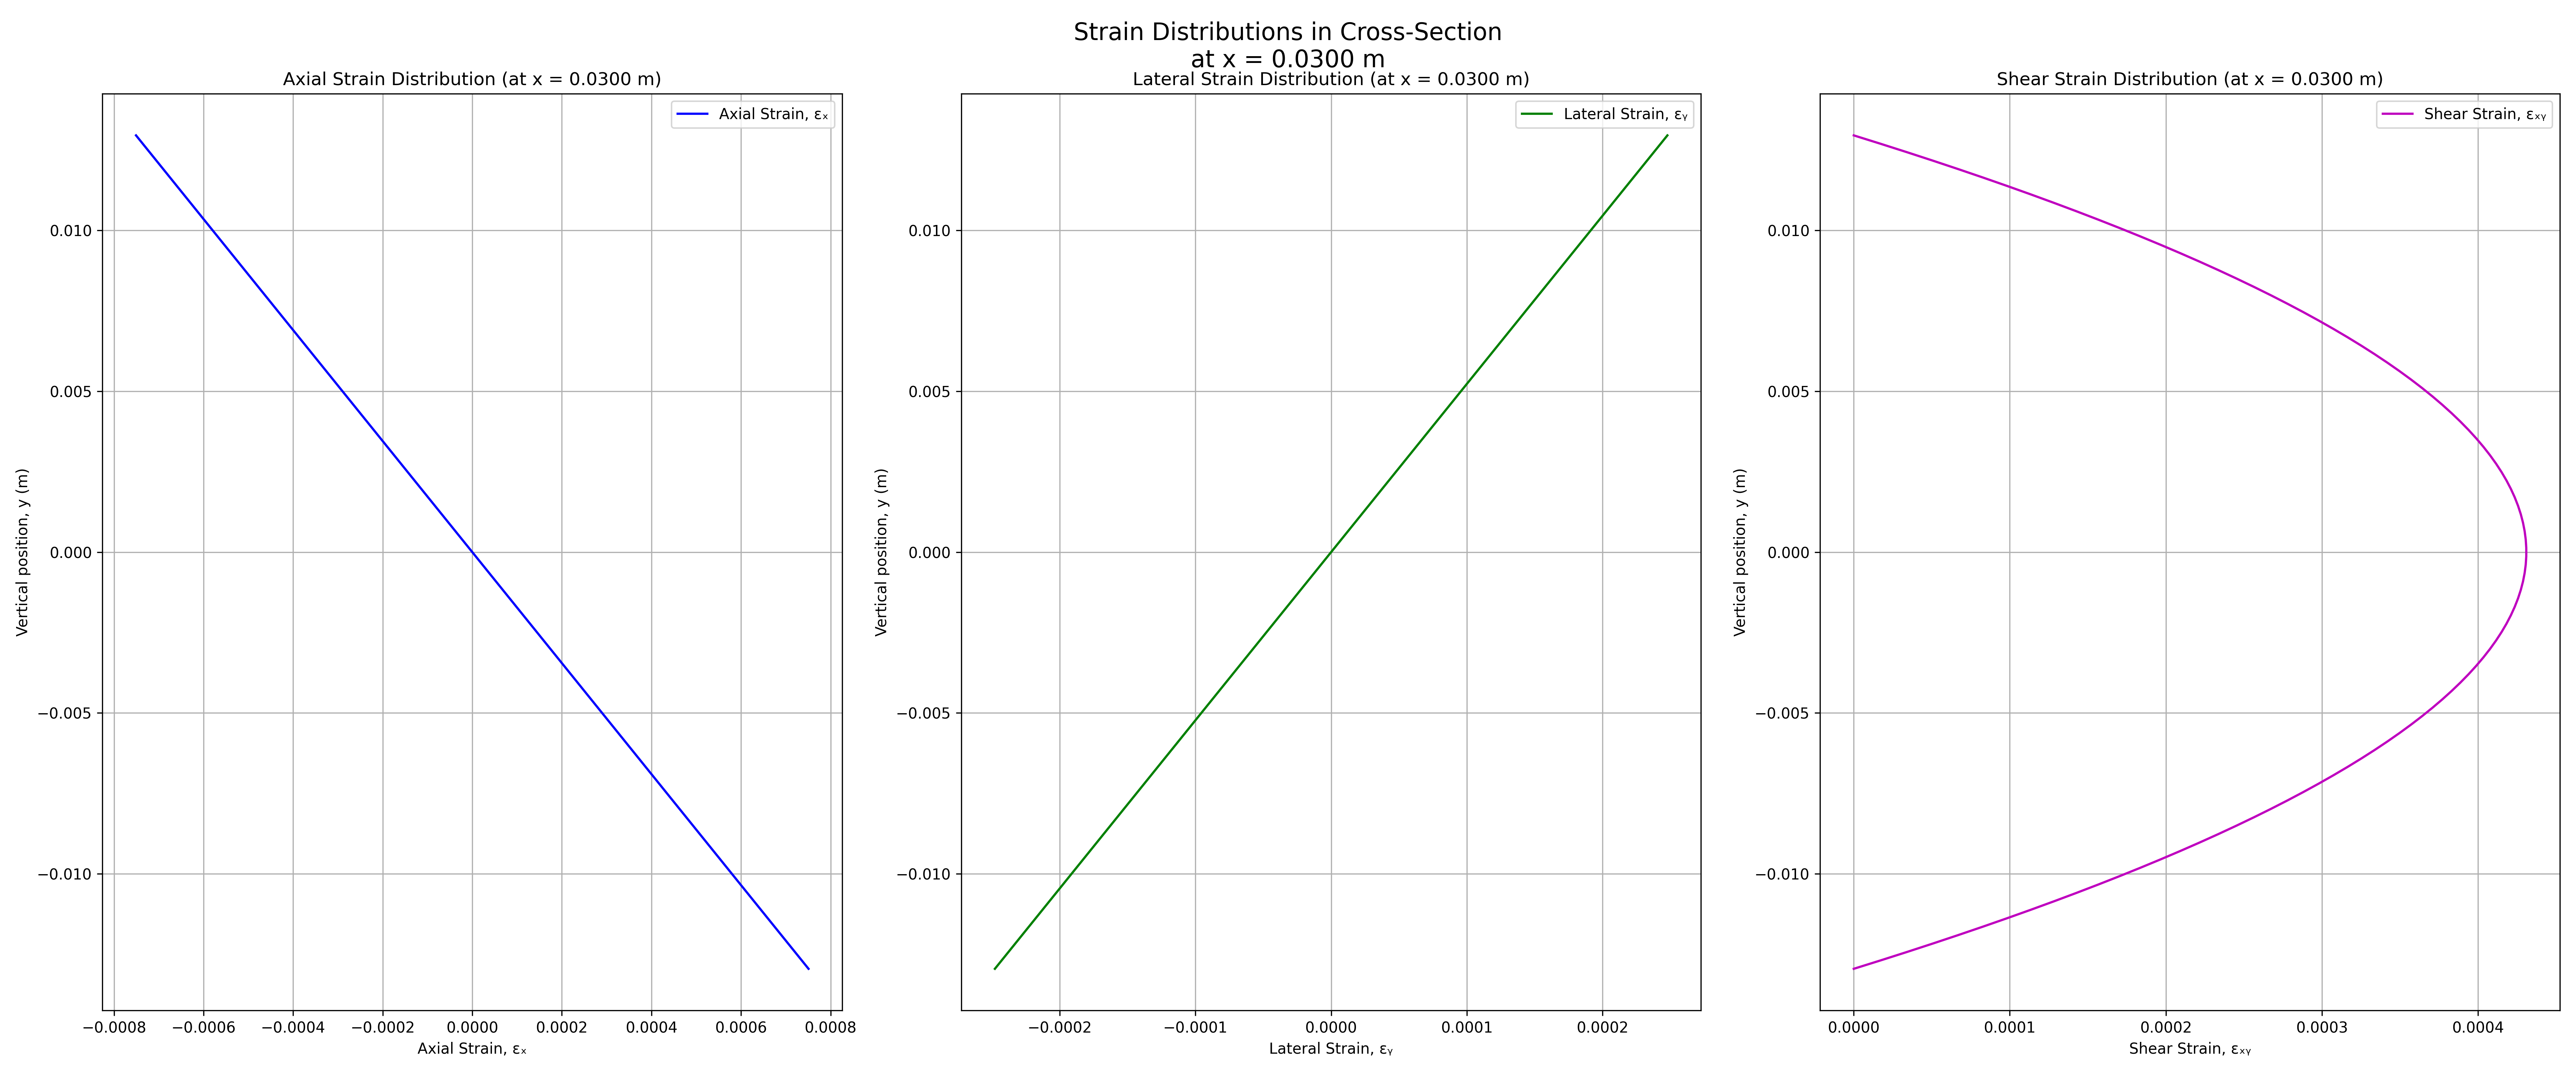 Strain Distributions in Cross-Section
at x = 0.0300 m
Axial Strain Distribution (at x = 0.0300 m)
Axial Strain, εₓ
Vertical position, y (m)
0.010
0.005
0.000
−0.005
−0.010
−0.0008 −0.0006 −0.0004 −0.0002 0.0000 0.0002 0.0004 0.0006 0.0008
Axial Strain, εₓ
Lateral Strain Distribution (at x = 0.0300 m)
Lateral Strain, εᵧ
Vertical position, y (m)
0.010
0.005
0.000
−0.005
−0.010
−0.0002 −0.0001 0.0000 0.0001 0.0002
Lateral Strain, εᵧ
Shear Strain Distribution (at x = 0.0300 m)
Shear Strain, εₓᵧ
Vertical position, y (m)
0.010
0.005
0.000
−0.005
−0.010
0.0000 0.0001 0.0002 0.0003 0.0004
Shear Strain, εₓᵧ